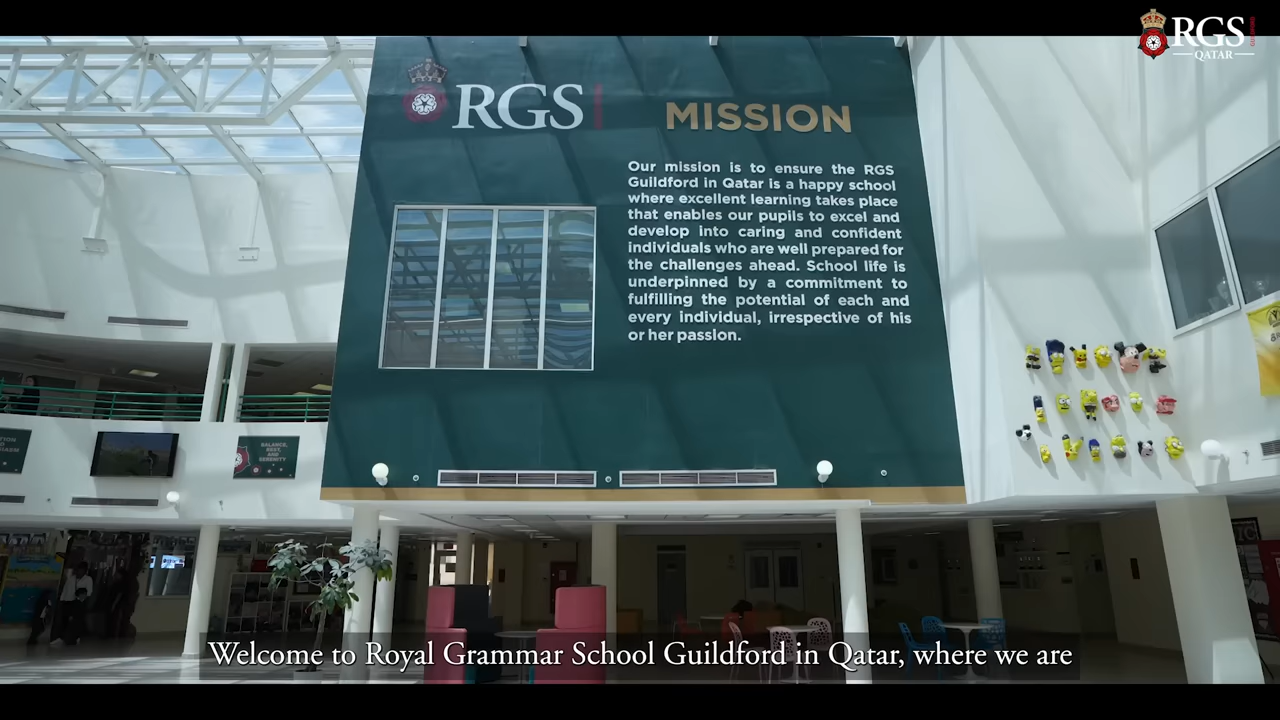 RGS
QATAR
RGS
MISSION
Our mission is to ensure the RGS
Guildford in Qatar is a happy school
where excellent learning takes place
that enables our pupils to excel and
develop into caring and confident
individuals who are well prepared for
the challenges ahead. School life is
underpinned by a commitment to
fulfilling the potential of each and
every individual, irrespective of his
or her passion.
BALANCE,
REST,
AND
SERENITY
Welcome to Royal Grammar School Guildford in Qatar, where we are